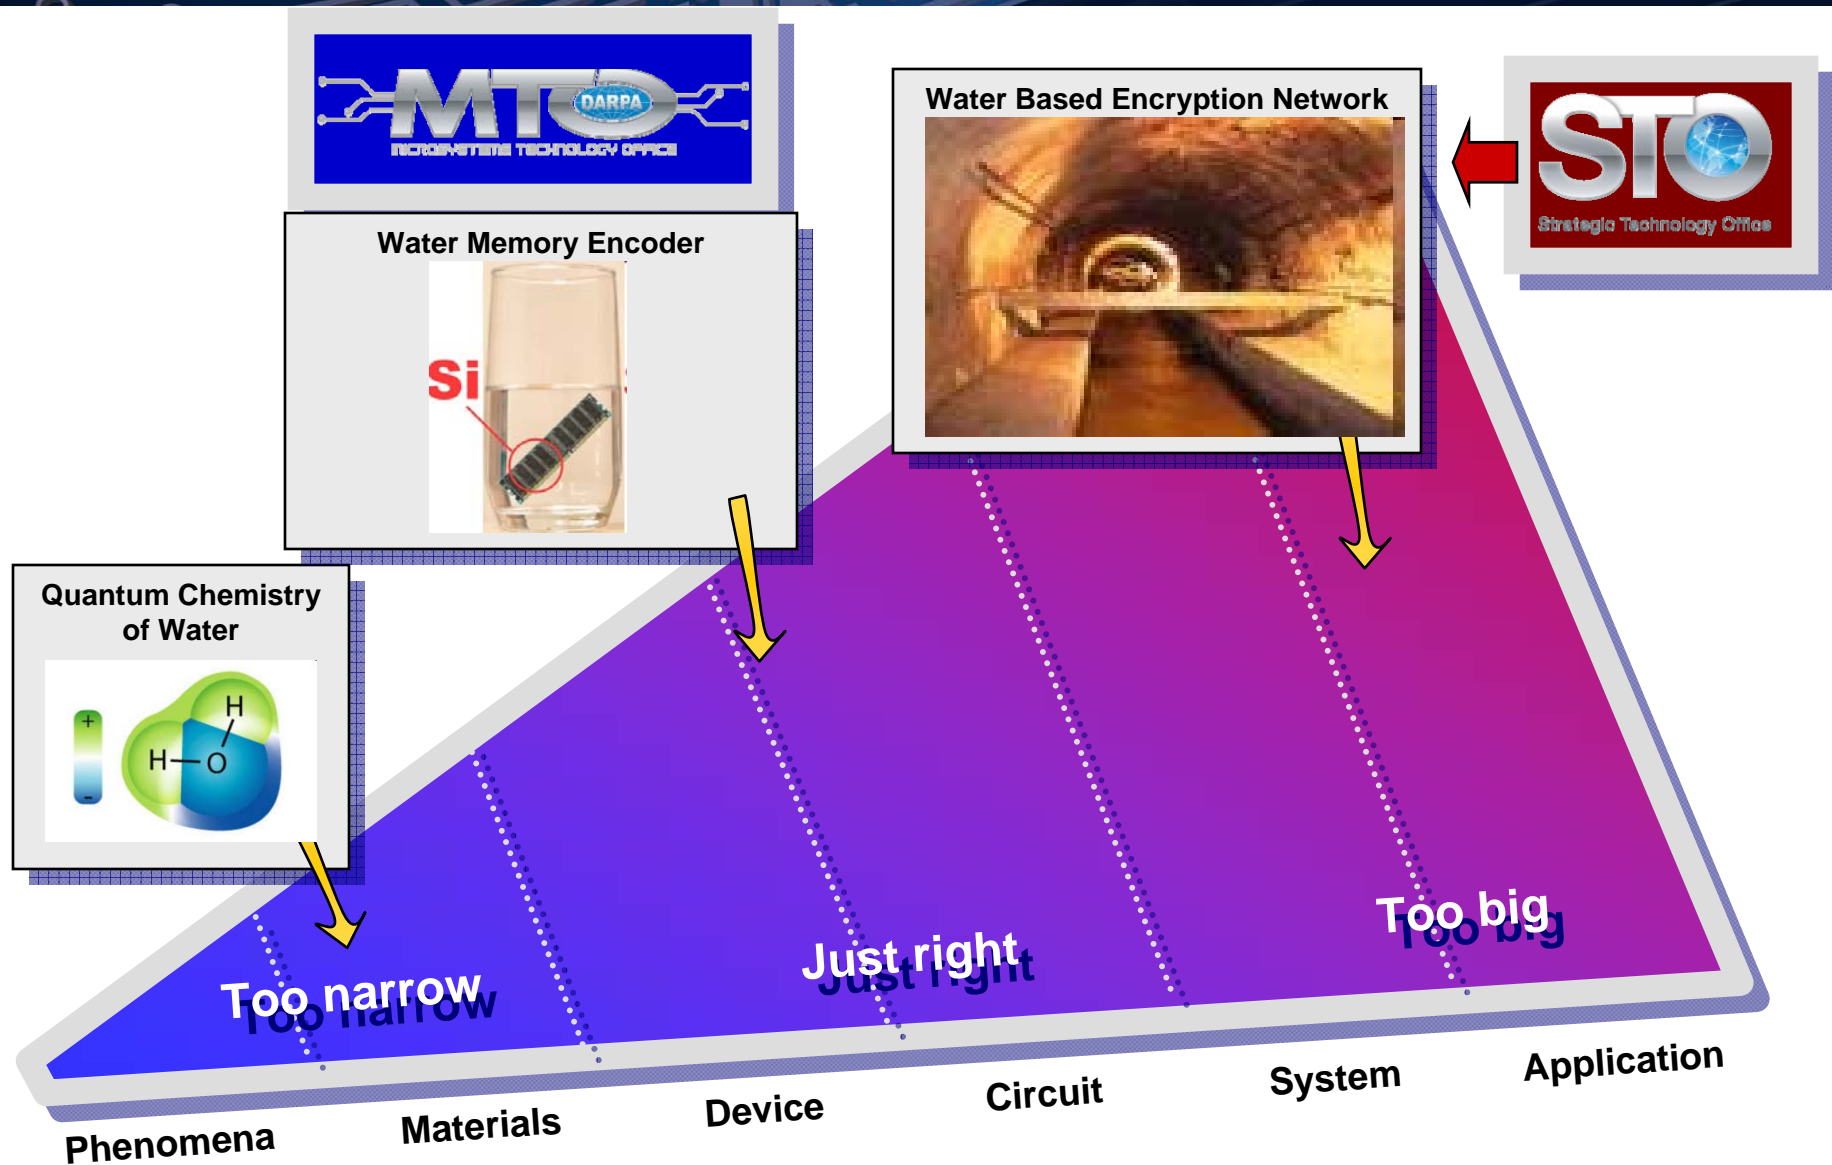 MTO
DARPA
MICROSYSTEMS TECHNOLOGY OFFICE
Water Based Encryption Network
STO
Strategic Technology Office
Water Memory Encoder
Si
Quantum Chemistry
of Water
+
H
H
O
-
Too narrow
Just right
Too big
Phenomena
Materials
Device
Circuit
System
Application